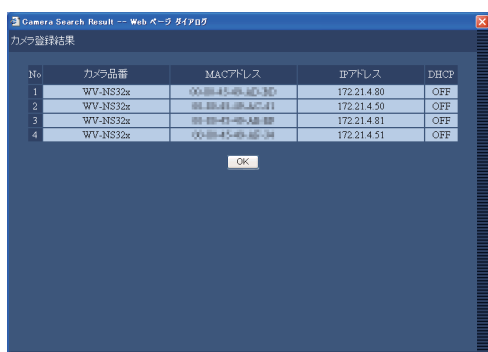 Camera Search Result -- Web ページ ダイアログ
カメラ登録結果
No カメラ品番 MACアドレス IPアドレス DHCP
1 WV-NS32x 172.21.4.80 OFF
2 WV-NS32x 172.21.4.50 OFF
3 WV-NS32x 172.21.4.81 OFF
4 WV-NS32x 172.21.4.51 OFF
OK